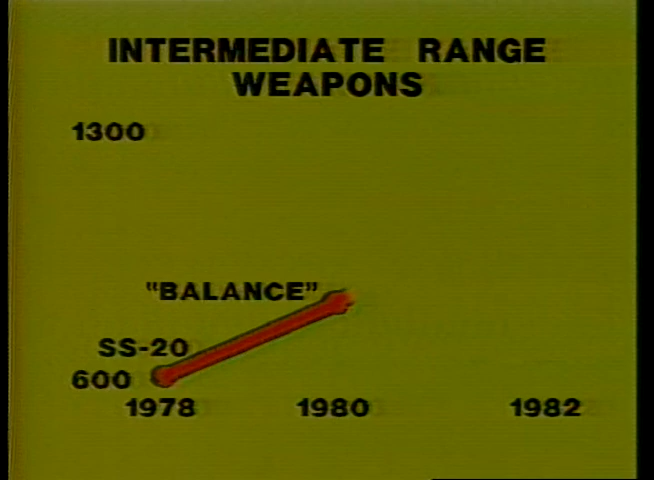 INTERMEDIATE RANGE
WEAPONS
1300
"BALANCE"
SS-20
600
1978 1980 1982